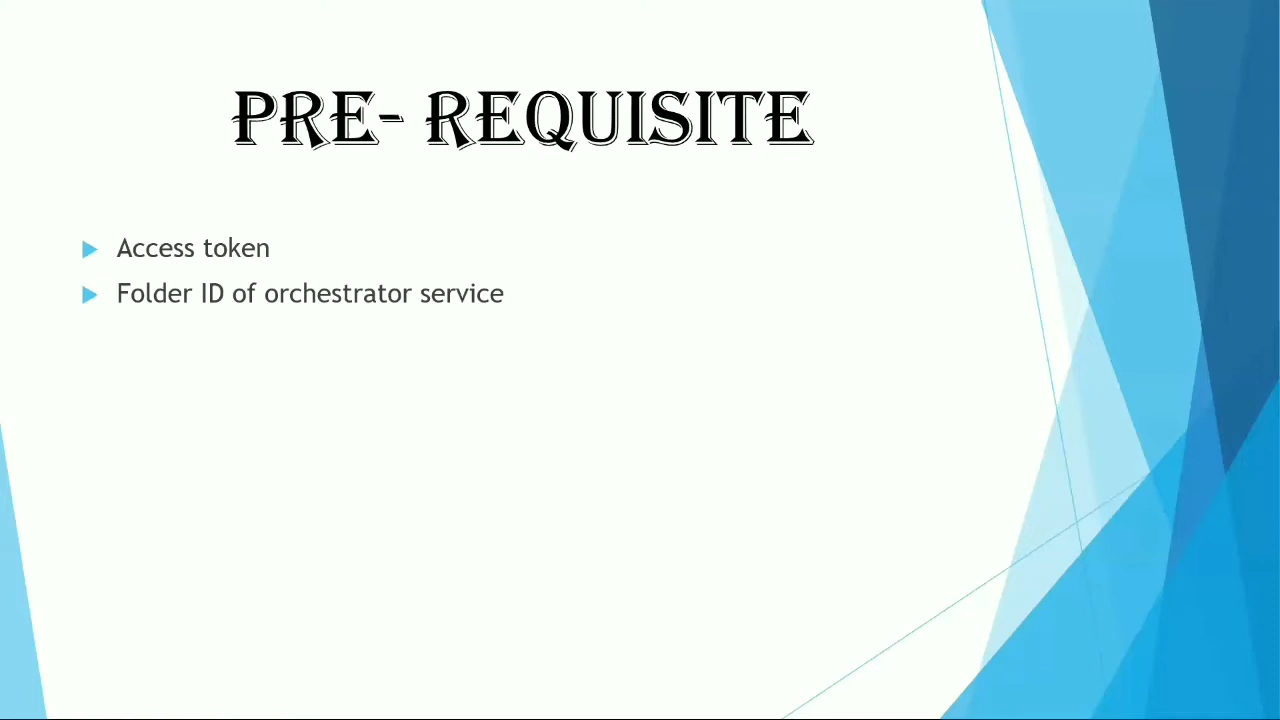 PRE- REQUISITE
Access token
Folder ID of orchestrator service